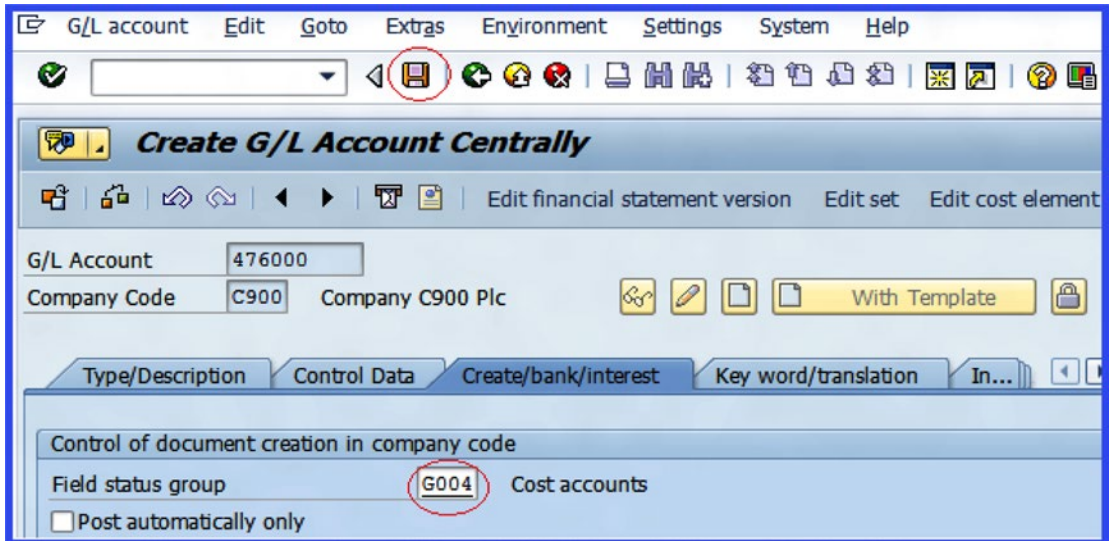 G/L account Edit Goto Extras Environment Settings System Help
Create G/L Account Centrally
Edit financial statement version Edit set Edit cost element
G/L Account 476000
Company Code C900 Company C900 Plc With Template
Type/Description Control Data Create/bank/interest Key word/translation In...
Control of document creation in company code
Field status group G004 Cost accounts
Post automatically only